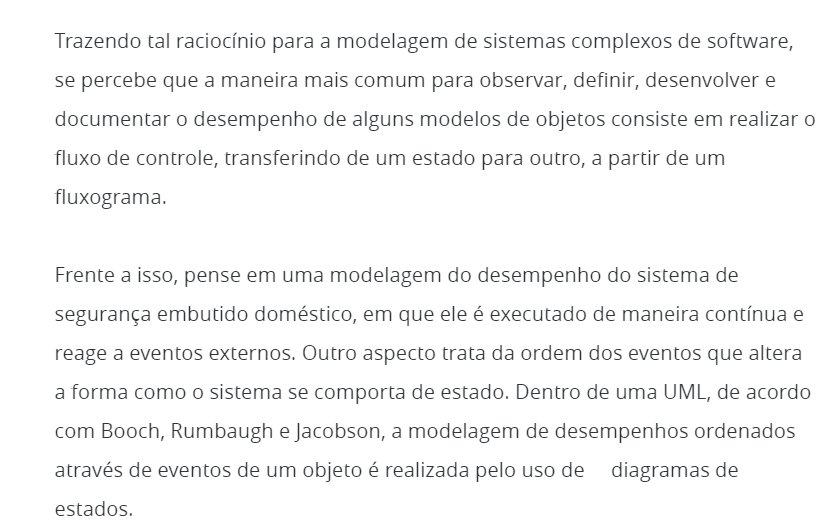 Trazendo tal raciocínio para a modelagem de sistemas complexos de software,
se percebe que a maneira mais comum para observar, definir, desenvolver e
documentar o desempenho de alguns modelos de objetos consiste em realizar o
fluxo de controle, transferindo de um estado para outro, a partir de um
fluxograma.
Frente a isso, pense em uma modelagem do desempenho do sistema de
segurança embutido doméstico, em que ele é executado de maneira contínua e
reage a eventos externos. Outro aspecto trata da ordem dos eventos que altera
a forma como o sistema se comporta de estado. Dentro de uma UML, de acordo
com Booch, Rumbaugh e Jacobson, a modelagem de desempenhos ordenados
através de eventos de um objeto é realizada pelo uso de diagramas de
estados.